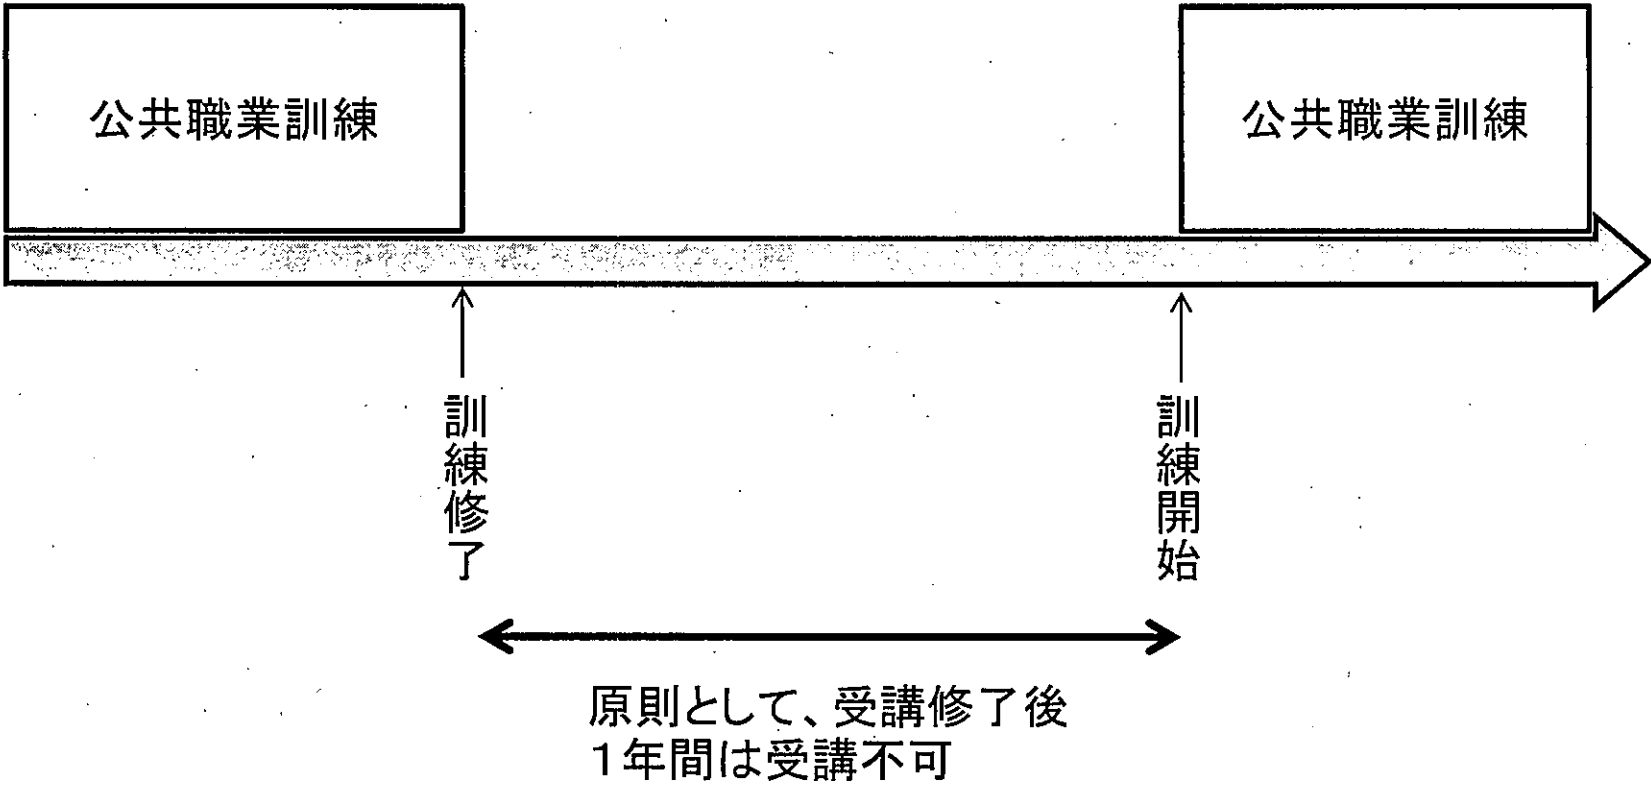 公共職業訓練
公共職業訓練
訓練修了
訓練開始
原則として、受講修了後
１年間は受講不可